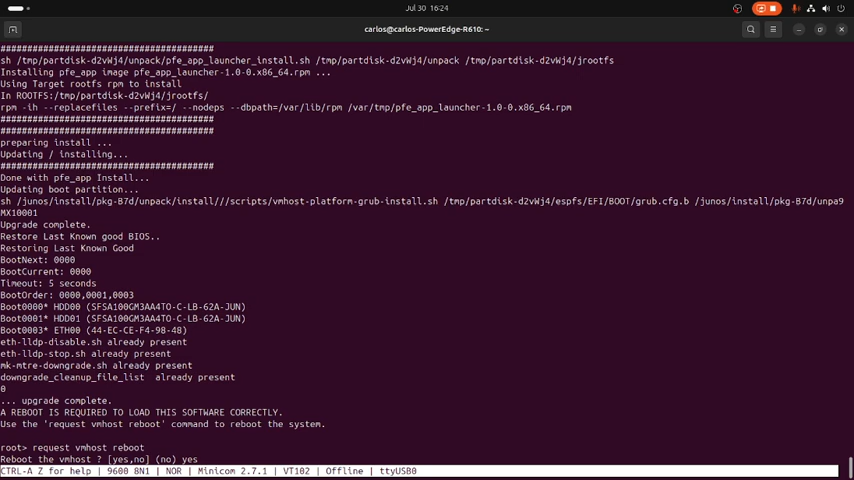 Jul 30 16:24
carlos@carlos-PowerEdge-R610: ~
########################################
sh /tmp/partdisk-d2vWj4/unpack/pfe_app_launcher_install.sh /tmp/partdisk-d2vWj4/unpack /tmp/partdisk-d2vWj4/jrootfs
Installing pfe_app image pfe_app_launcher-1.0-0.x86_64.rpm ...
Using Target rootfs rpm to install
In ROOTFS:/tmp/partdisk-d2vWj4/jrootfs/
rpm -ih --replacefiles --prefix=/ --nodeps --dbpath=/var/lib/rpm /var/tmp/pfe_app_launcher-1.0-0.x86_64.rpm
########################################
########################################
preparing install ...
Updating / installing...
########################################
Done with pfe_app Install...
Updating boot partition...
sh /junos/install/pkg-B7d/unpack/install///scripts/vmhost-platform-grub-install.sh /tmp/partdisk-d2vWj4/espfs/EFI/BOOT/grub.cfg.b /junos/install/pkg-B7d/unpa9
MX10001
Upgrade complete.
Restore Last Known good BIOS..
Restoring Last Known Good
BootNext: 0000
BootCurrent: 0000
Timeout: 5 seconds
BootOrder: 0000,0001,0003
Boot0000* HDD00 (SFSA100GM3AA4TO-C-LB-62A-JUN)
Boot0001* HDD01 (SFSA100GM3AA4TO-C-LB-62A-JUN)
Boot0003* ETH00 (44-EC-CE-F4-98-48)
eth-lldp-disable.sh already present
eth-lldp-stop.sh already present
mk-mtre-downgrade.sh already present
downgrade_cleanup_file_list  already present
0
... upgrade complete.
A REBOOT IS REQUIRED TO LOAD THIS SOFTWARE CORRECTLY.
Use the 'request vmhost reboot' command to reboot the system.
root> request vmhost reboot
Reboot the vmhost ? [yes,no] (no) yes
CTRL-A Z for help | 9600 8N1 | NOR | Minicom 2.7.1 | VT102 | Offline | ttyUSB0